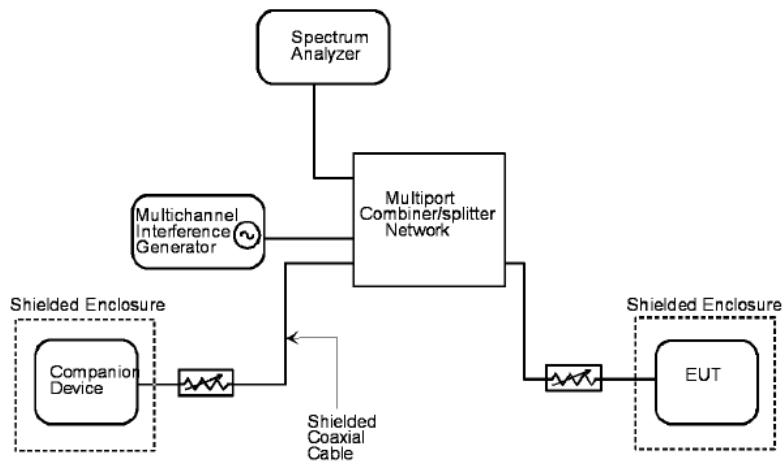 Spectrum
Analyzer
Multiport
Combiner/splitter
Network
Multichannel
Interference
Generator
Shielded Enclosure
Companion
Device
Shielded
Coaxial
Cable
Shielded Enclosure
EUT